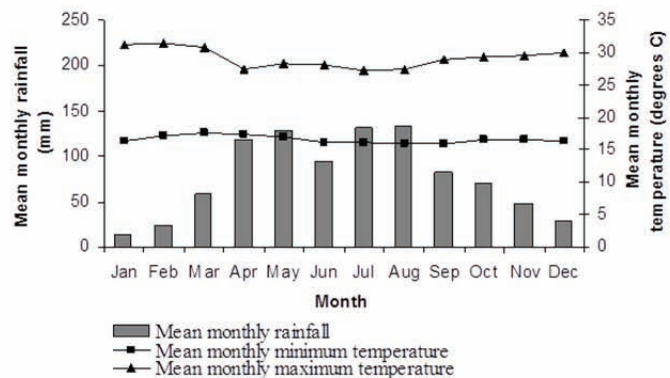 250
200
150
100
50
0
Mean monthly rainfall
(mm)
35
30
25
20
15
10
5
0
Mean monthly
temperature (degrees C)
Jan Feb Mar Apr May Jun Jul Aug Sep Oct Nov Dec
Month
Mean monthly rainfall
Mean monthly minimum temperature
Mean monthly maximum temperature